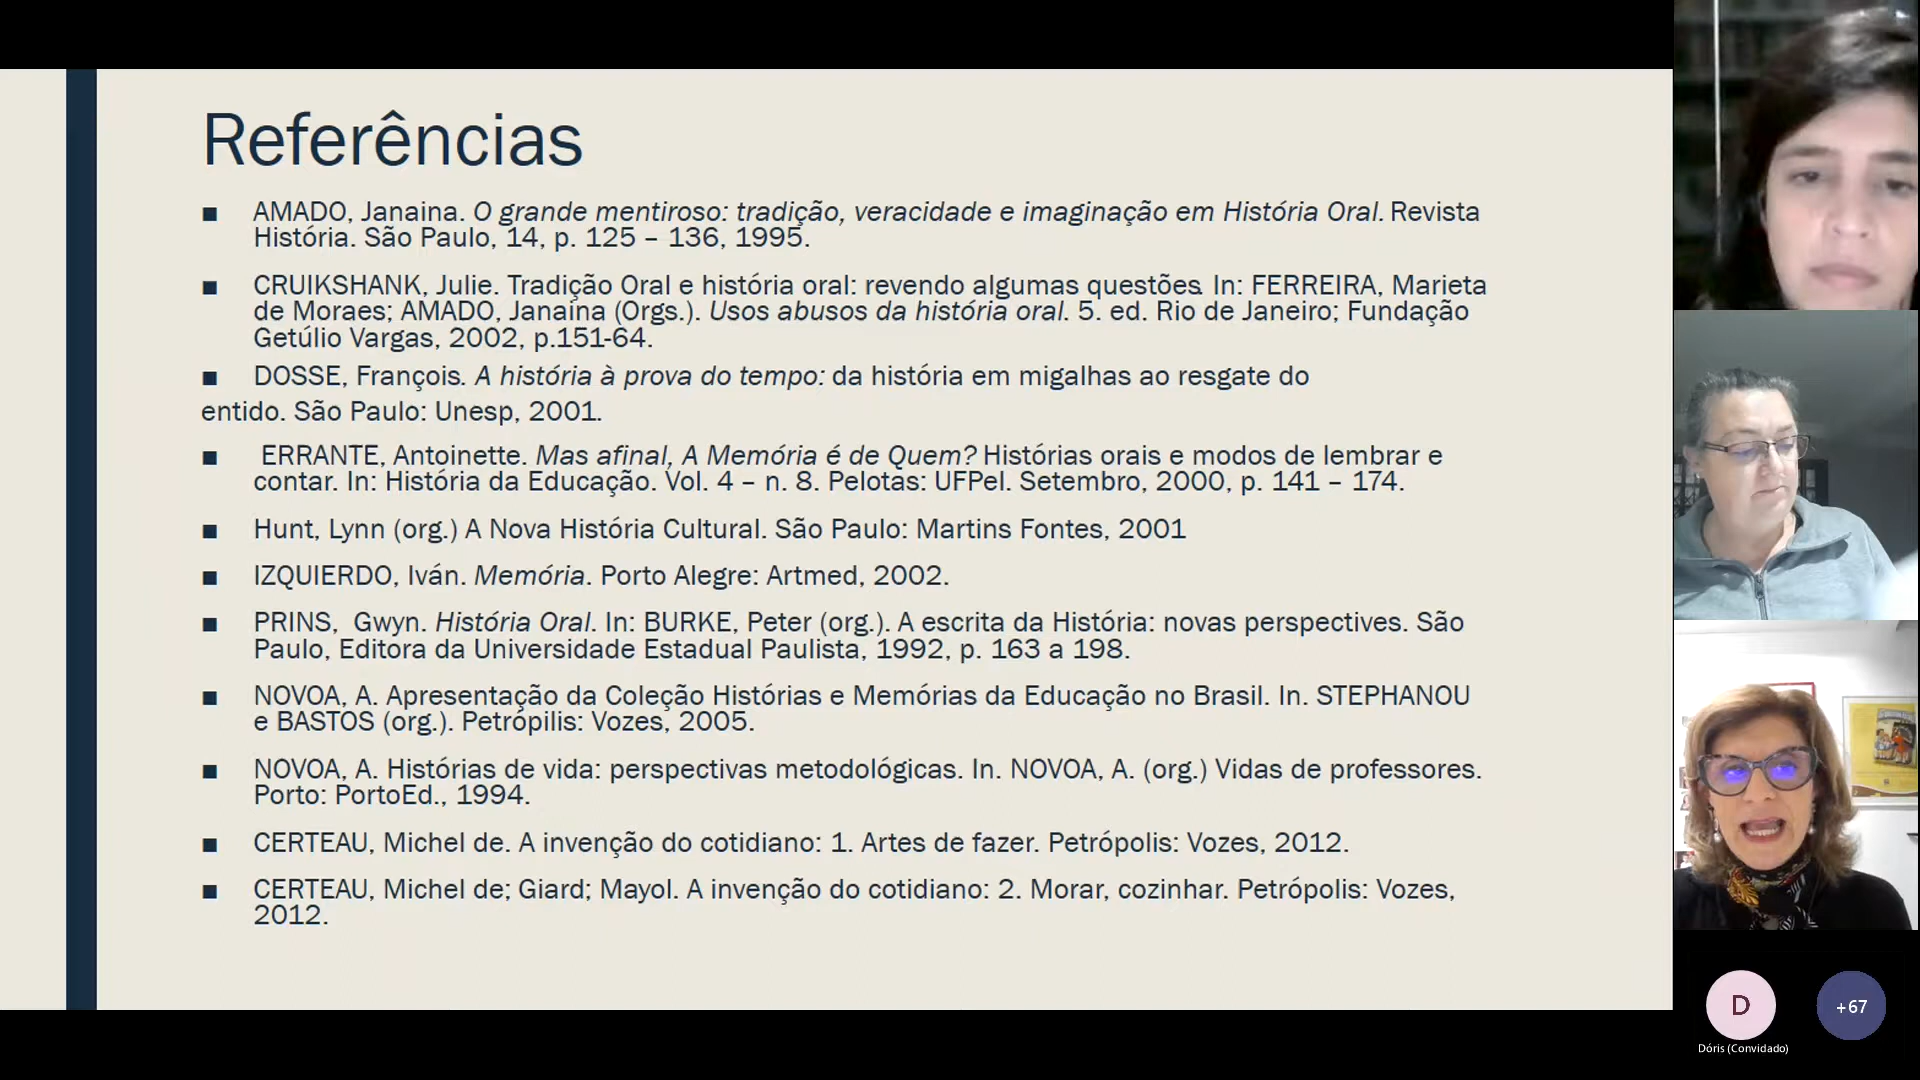 Referências
■ AMADO, Janaina. O grande mentiroso: tradição, veracidade e imaginação em História Oral. Revista
História. São Paulo, 14, p. 125 – 136, 1995.
■ CRUIKSHANK, Julie. Tradição Oral e história oral: revendo algumas questões. In: FERREIRA, Marieta
de Moraes; AMADO, Janaina (Orgs.). Usos abusos da história oral. 5. ed. Rio de Janeiro; Fundação
Getúlio Vargas, 2002, p.151-64.
■ DOSSE, François. A história à prova do tempo: da história em migalhas ao resgate do
entido. São Paulo: Unesp, 2001.
■ ERRANTE, Antoinette. Mas afinal, A Memória é de Quem? Histórias orais e modos de lembrar e
contar. In: História da Educação. Vol. 4 – n. 8. Pelotas: UFPel. Setembro, 2000, p. 141 – 174.
■ Hunt, Lynn (org.) A Nova História Cultural. São Paulo: Martins Fontes, 2001
■ IZQUIERDO, Iván. Memória. Porto Alegre: Artmed, 2002.
■ PRINS, Gwyn. História Oral. In: BURKE, Peter (org.). A escrita da História: novas perspectives. São
Paulo, Editora da Universidade Estadual Paulista, 1992, p. 163 a 198.
■ NOVOA, A. Apresentação da Coleção Histórias e Memórias da Educação no Brasil. In. STEPHANOU
e BASTOS (org.). Petrópilis: Vozes, 2005.
■ NOVOA, A. Histórias de vida: perspectivas metodológicas. In. NOVOA, A. (org.) Vidas de professores.
Porto: PortoEd., 1994.
■ CERTEAU, Michel de. A invenção do cotidiano: 1. Artes de fazer. Petrópolis: Vozes, 2012.
■ CERTEAU, Michel de; Giard; Mayol. A invenção do cotidiano: 2. Morar, cozinhar. Petrópolis: Vozes,
2012.
D
+67
Dóris (Convidado)